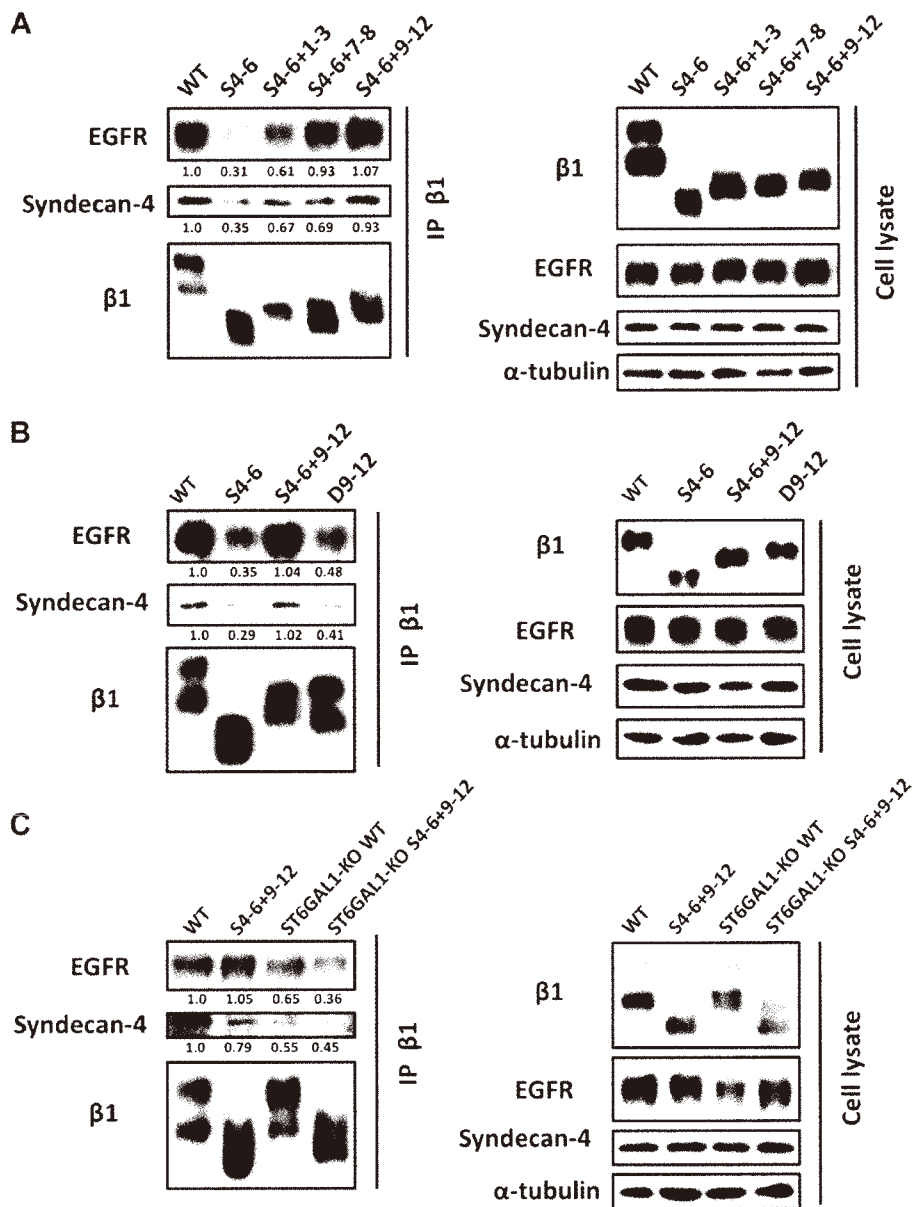 A
WT S4-6 S4-6+1-3 S4-6+7-8 S4-6+9-12
EGFR
1.0 0.31 0.61 0.93 1.07
Syndecan-4
1.0 0.35 0.67 0.69 0.93
β1
IP β1
WT S4-6 S4-6+1-3 S4-6+7-8 S4-6+9-12
β1
EGFR
Syndecan-4
α-tubulin
Cell lysate
B
WT S4-6 S4-6+9-12 D9-12
EGFR
1.0 0.35 1.04 0.48
Syndecan-4
1.0 0.29 1.02 0.41
β1
IP β1
WT S4-6 S4-6+9-12 D9-12
β1
EGFR
Syndecan-4
α-tubulin
Cell lysate
C
WT S4-6+9-12 ST6GAL1-KO WT ST6GAL1-KO S4-6+9-12
EGFR
1.0 1.05 0.65 0.36
Syndecan-4
1.0 0.79 0.55 0.45
β1
IP β1
WT S4-6+9-12 ST6GAL1-KO WT ST6GAL1-KO S4-6+9-12
β1
EGFR
Syndecan-4
α-tubulin
Cell lysate